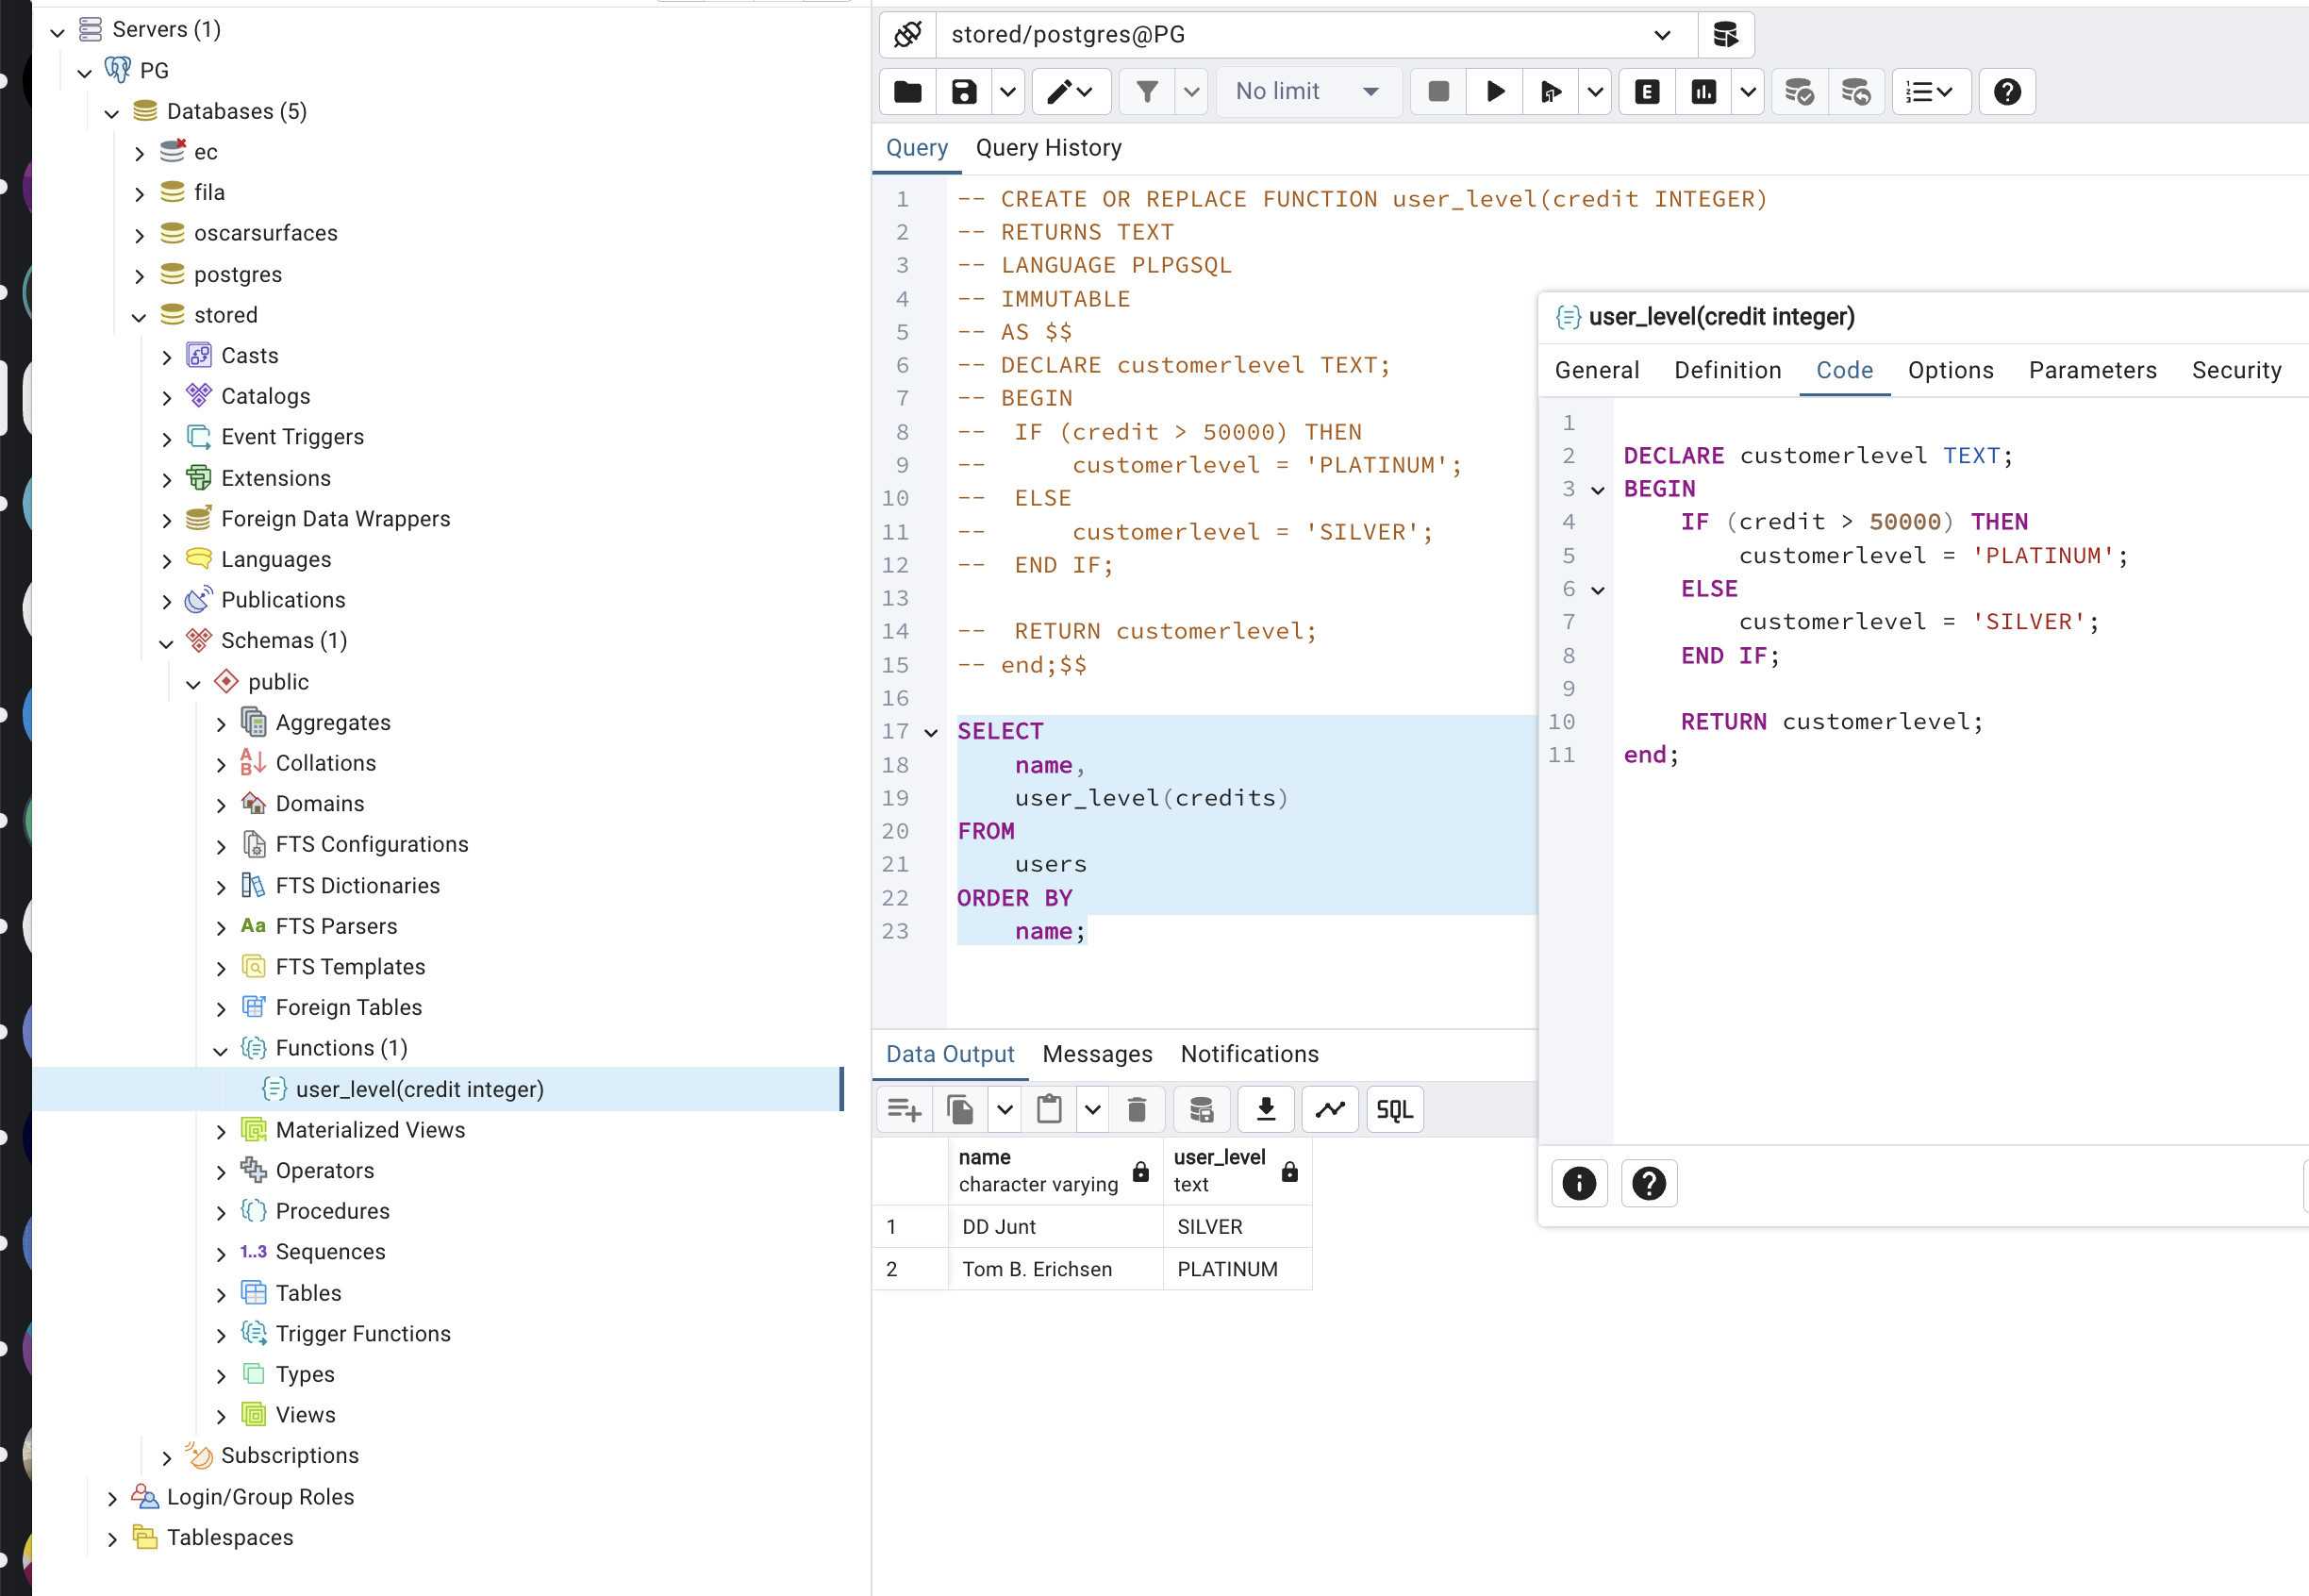 Servers (1)
PG
Databases (5)
ec
fila
oscarsurfaces
postgres
stored
Casts
Catalogs
Event Triggers
Extensions
Foreign Data Wrappers
Languages
Publications
Schemas (1)
public
Aggregates
Collations
Domains
FTS Configurations
FTS Dictionaries
Aa FTS Parsers
FTS Templates
Foreign Tables
Functions (1)
user_level(credit integer)
Materialized Views
Operators
Procedures
1..3 Sequences
Tables
Trigger Functions
Types
Views
Subscriptions
Login/Group Roles
Tablespaces
stored/postgres@PG
No limit
E
Query Query History
1 -- CREATE OR REPLACE FUNCTION user_level(credit INTEGER)
2 -- RETURNS TEXT
3 -- LANGUAGE PLPGSQL
4 -- IMMUTABLE
5 -- AS $$
6 -- DECLARE customerlevel TEXT;
7 -- BEGIN
8 -- IF (credit > 50000) THEN
9 -- customerlevel = 'PLATINUM';
10 -- ELSE
11 -- customerlevel = 'SILVER';
12 -- END IF;
13
14 -- RETURN customerlevel;
15 -- end;$$
16
17 SELECT
18 name,
19 user_level(credits)
20 FROM
21 users
22 ORDER BY
23 name;
Data Output Messages Notifications
SQL
name user_level
character varying text
1 DD Junt SILVER
2 Tom B. Erichsen PLATINUM
user_level(credit integer)
General Definition Code Options Parameters Security
1
2 DECLARE customerlevel TEXT;
3 BEGIN
4 IF (credit > 50000) THEN
5 customerlevel = 'PLATINUM';
6 ELSE
7 customerlevel = 'SILVER';
8 END IF;
9
10 RETURN customerlevel;
11 end;